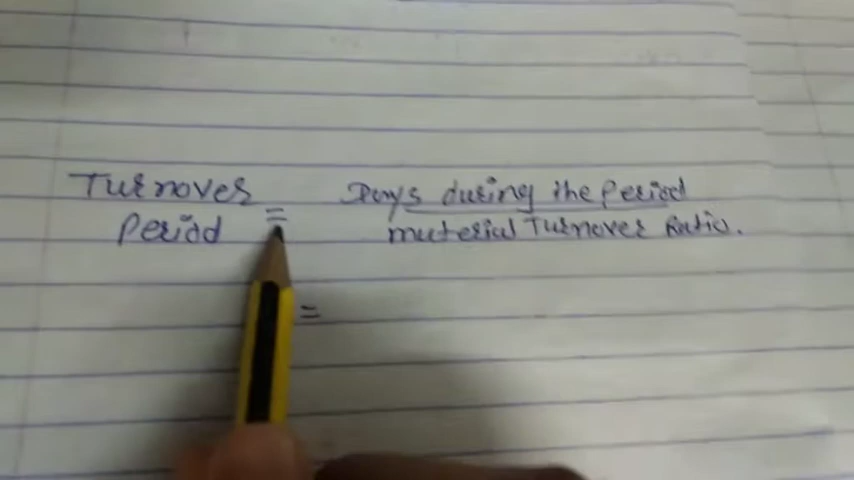 Turnover = Days during the Period
Period material Turnover Ratio.
=